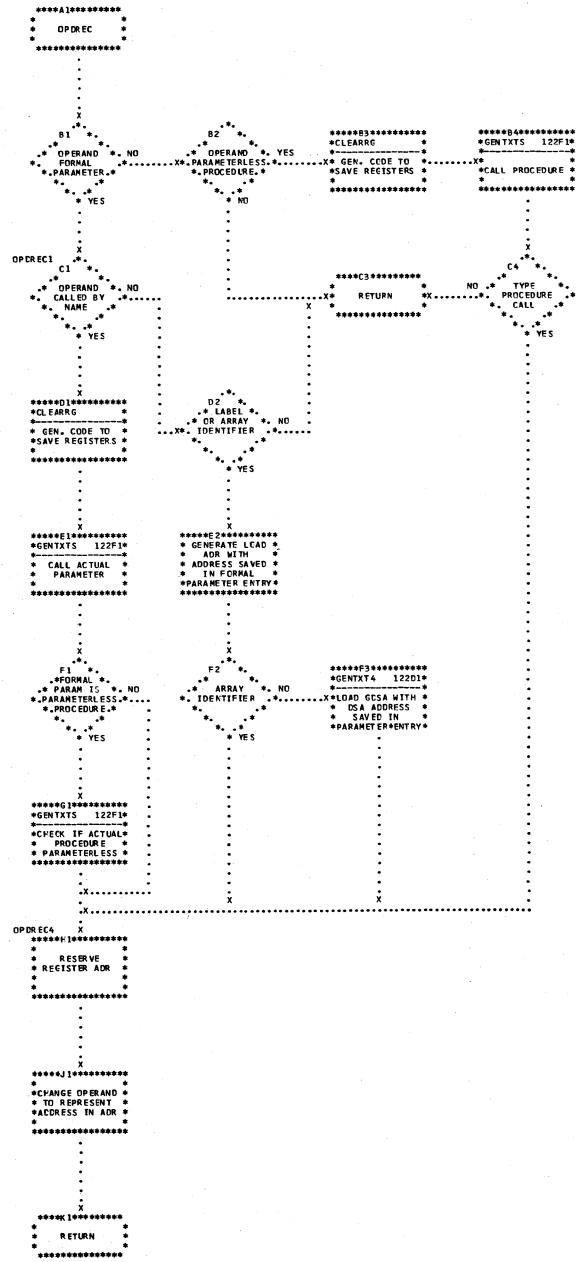 A1
OPDREC
B1
OPERAND
FORMAL
PARAMETER
NO
YES
B2
OPERAND
PARAMETERLESS
PROCEDURE
YES
NO
B3
CLEARRG
GEN. CODE TO
SAVE REGISTERS
B4
GENTXTS 122F1
CALL PROCEDURE
OPDREC1
C1
OPERAND
CALLED BY
NAME
NO
YES
C3
RETURN
C4
TYPE
PROCEDURE
CALL
NO
YES
D1
CLEARRG
GEN. CODE TO
SAVE REGISTERS
D2
LABEL
OR ARRAY
IDENTIFIER
NO
YES
E1
GENTXTS 122F1
CALL ACTUAL
PARAMETER
E2
GENERATE LOAD
ADR WITH
ADDRESS SAVED
IN FORMAL
PARAMETER ENTRY
F1
FORMAL
PARAM IS
PARAMETERLESS
PROCEDURE
NO
YES
F2
ARRAY
IDENTIFIER
NO
YES
F3
GENTXT4 122D1
LOAD GCSA WITH
DSA ADDRESS
SAVED IN
PARAMETER*ENTRY
G1
GENTXTS 122F1
CHECK IF ACTUAL
PROCEDURE
PARAMETERLESS
OPDREC4
H1
RESERVE
REGISTER ADR
J1
CHANGE OPERAND
TO REPRESENT
ADDRESS IN ADR
K1
RETURN